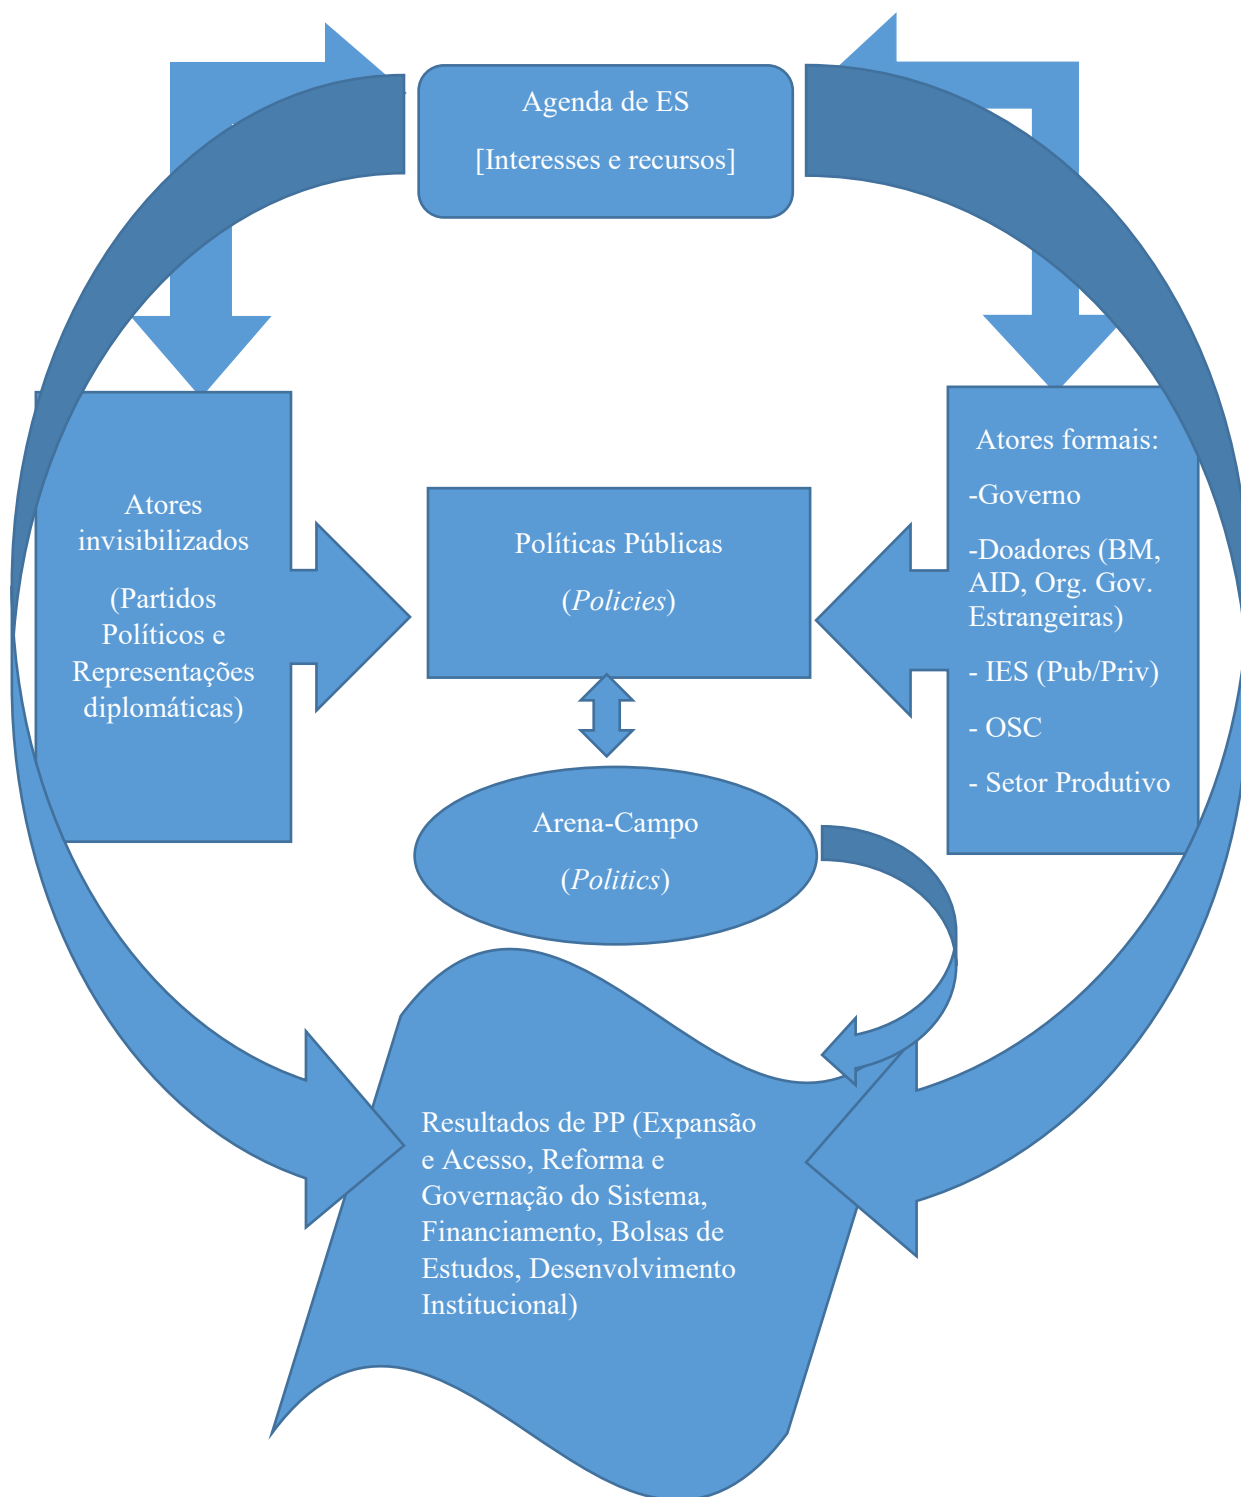 Agenda de ES
[Interesses e recursos]
Atores
invisibilizados
(Partidos
Políticos e
Representações
diplomáticas)
Políticas Públicas
(Policies)
Atores formais:
-Governo
-Doadores (BM,
AID, Org. Gov.
Estrangeiras)
- IES (Pub/Priv)
- OSC
- Setor Produtivo
Arena-Campo
(Politics)
Resultados de PP (Expansão
e Acesso, Reforma e
Governação do Sistema,
Financiamento, Bolsas de
Estudos, Desenvolvimento
Institucional)